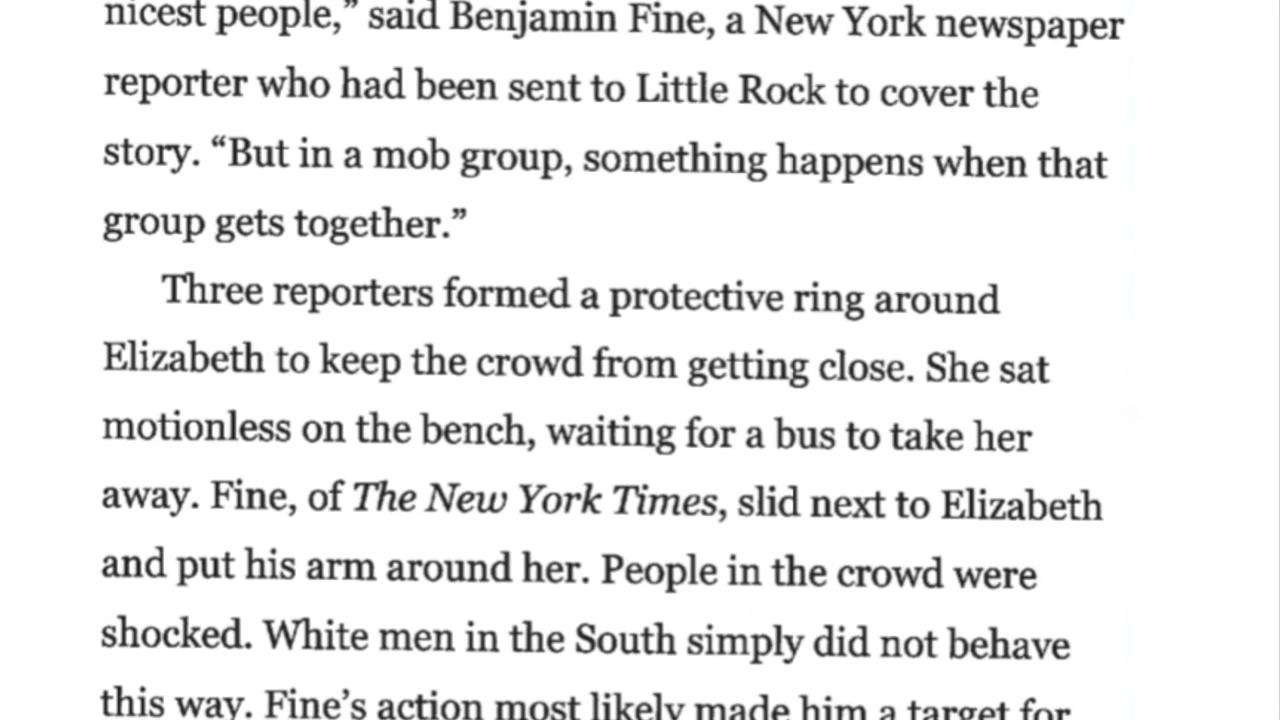 nicest people,” said Benjamin Fine, a New York newspaper
reporter who had been sent to Little Rock to cover the
story. “But in a mob group, something happens when that
group gets together.”
Three reporters formed a protective ring around
Elizabeth to keep the crowd from getting close. She sat
motionless on the bench, waiting for a bus to take her
away. Fine, of The New York Times, slid next to Elizabeth
and put his arm around her. People in the crowd were
shocked. White men in the South simply did not behave
this way. Fine’s action most likely made him a target for